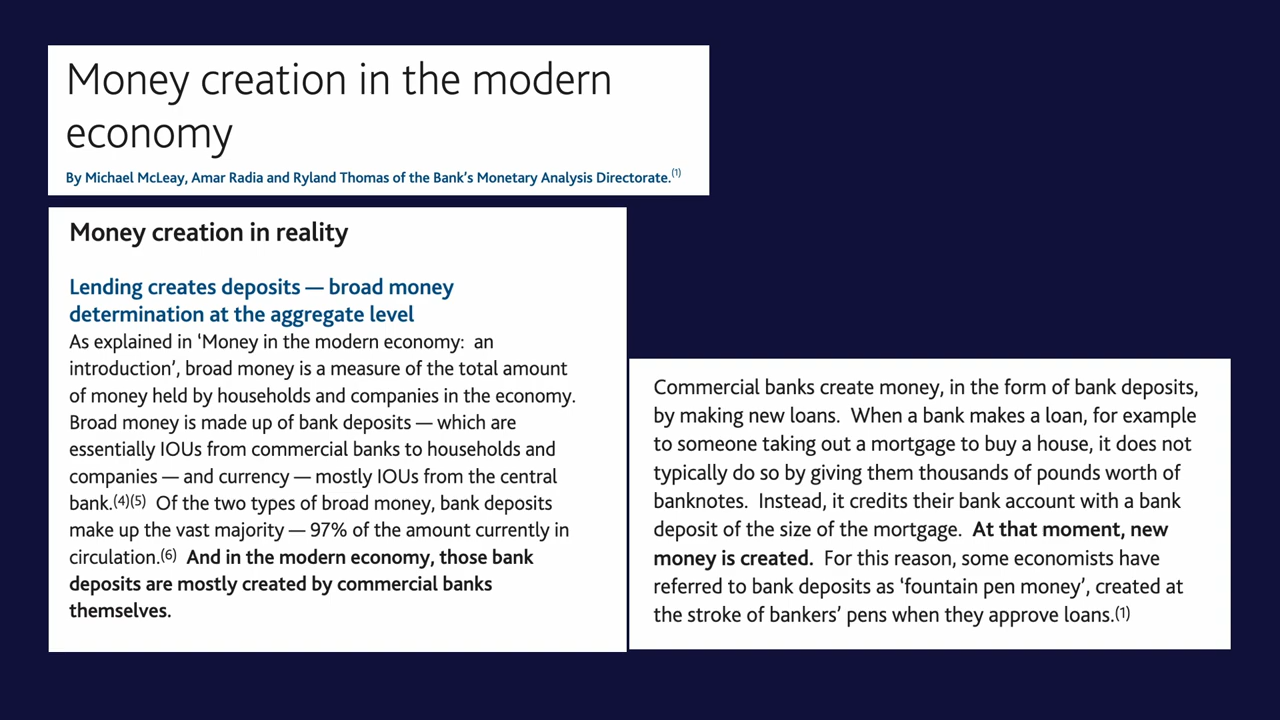 Money creation in the modern
economy
By Michael McLeay, Amar Radia and Ryland Thomas of the Bank's Monetary Analysis Directorate.(1)
Money creation in reality
Lending creates deposits — broad money
determination at the aggregate level
As explained in ‘Money in the modern economy:  an
introduction’, broad money is a measure of the total amount
of money held by households and companies in the economy.
Broad money is made up of bank deposits — which are
essentially IOUs from commercial banks to households and
companies — and currency — mostly IOUs from the central
bank.(4)(5)  Of the two types of broad money, bank deposits
make up the vast majority — 97% of the amount currently in
circulation.(6)  And in the modern economy, those bank
deposits are mostly created by commercial banks
themselves.
Commercial banks create money, in the form of bank deposits,
by making new loans.  When a bank makes a loan, for example
to someone taking out a mortgage to buy a house, it does not
typically do so by giving them thousands of pounds worth of
banknotes.  Instead, it credits their bank account with a bank
deposit of the size of the mortgage.  At that moment, new
money is created.  For this reason, some economists have
referred to bank deposits as ‘fountain pen money’, created at
the stroke of bankers’ pens when they approve loans.(1)